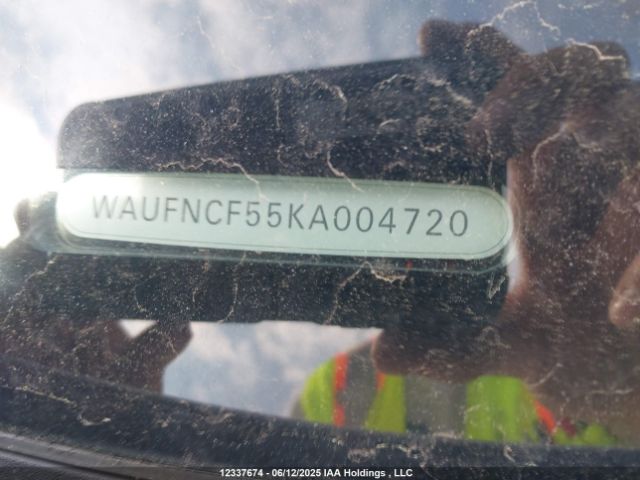 WAUFNCF55KA004720
12337674 - 06/12/2025 IAA Holdings , LLC